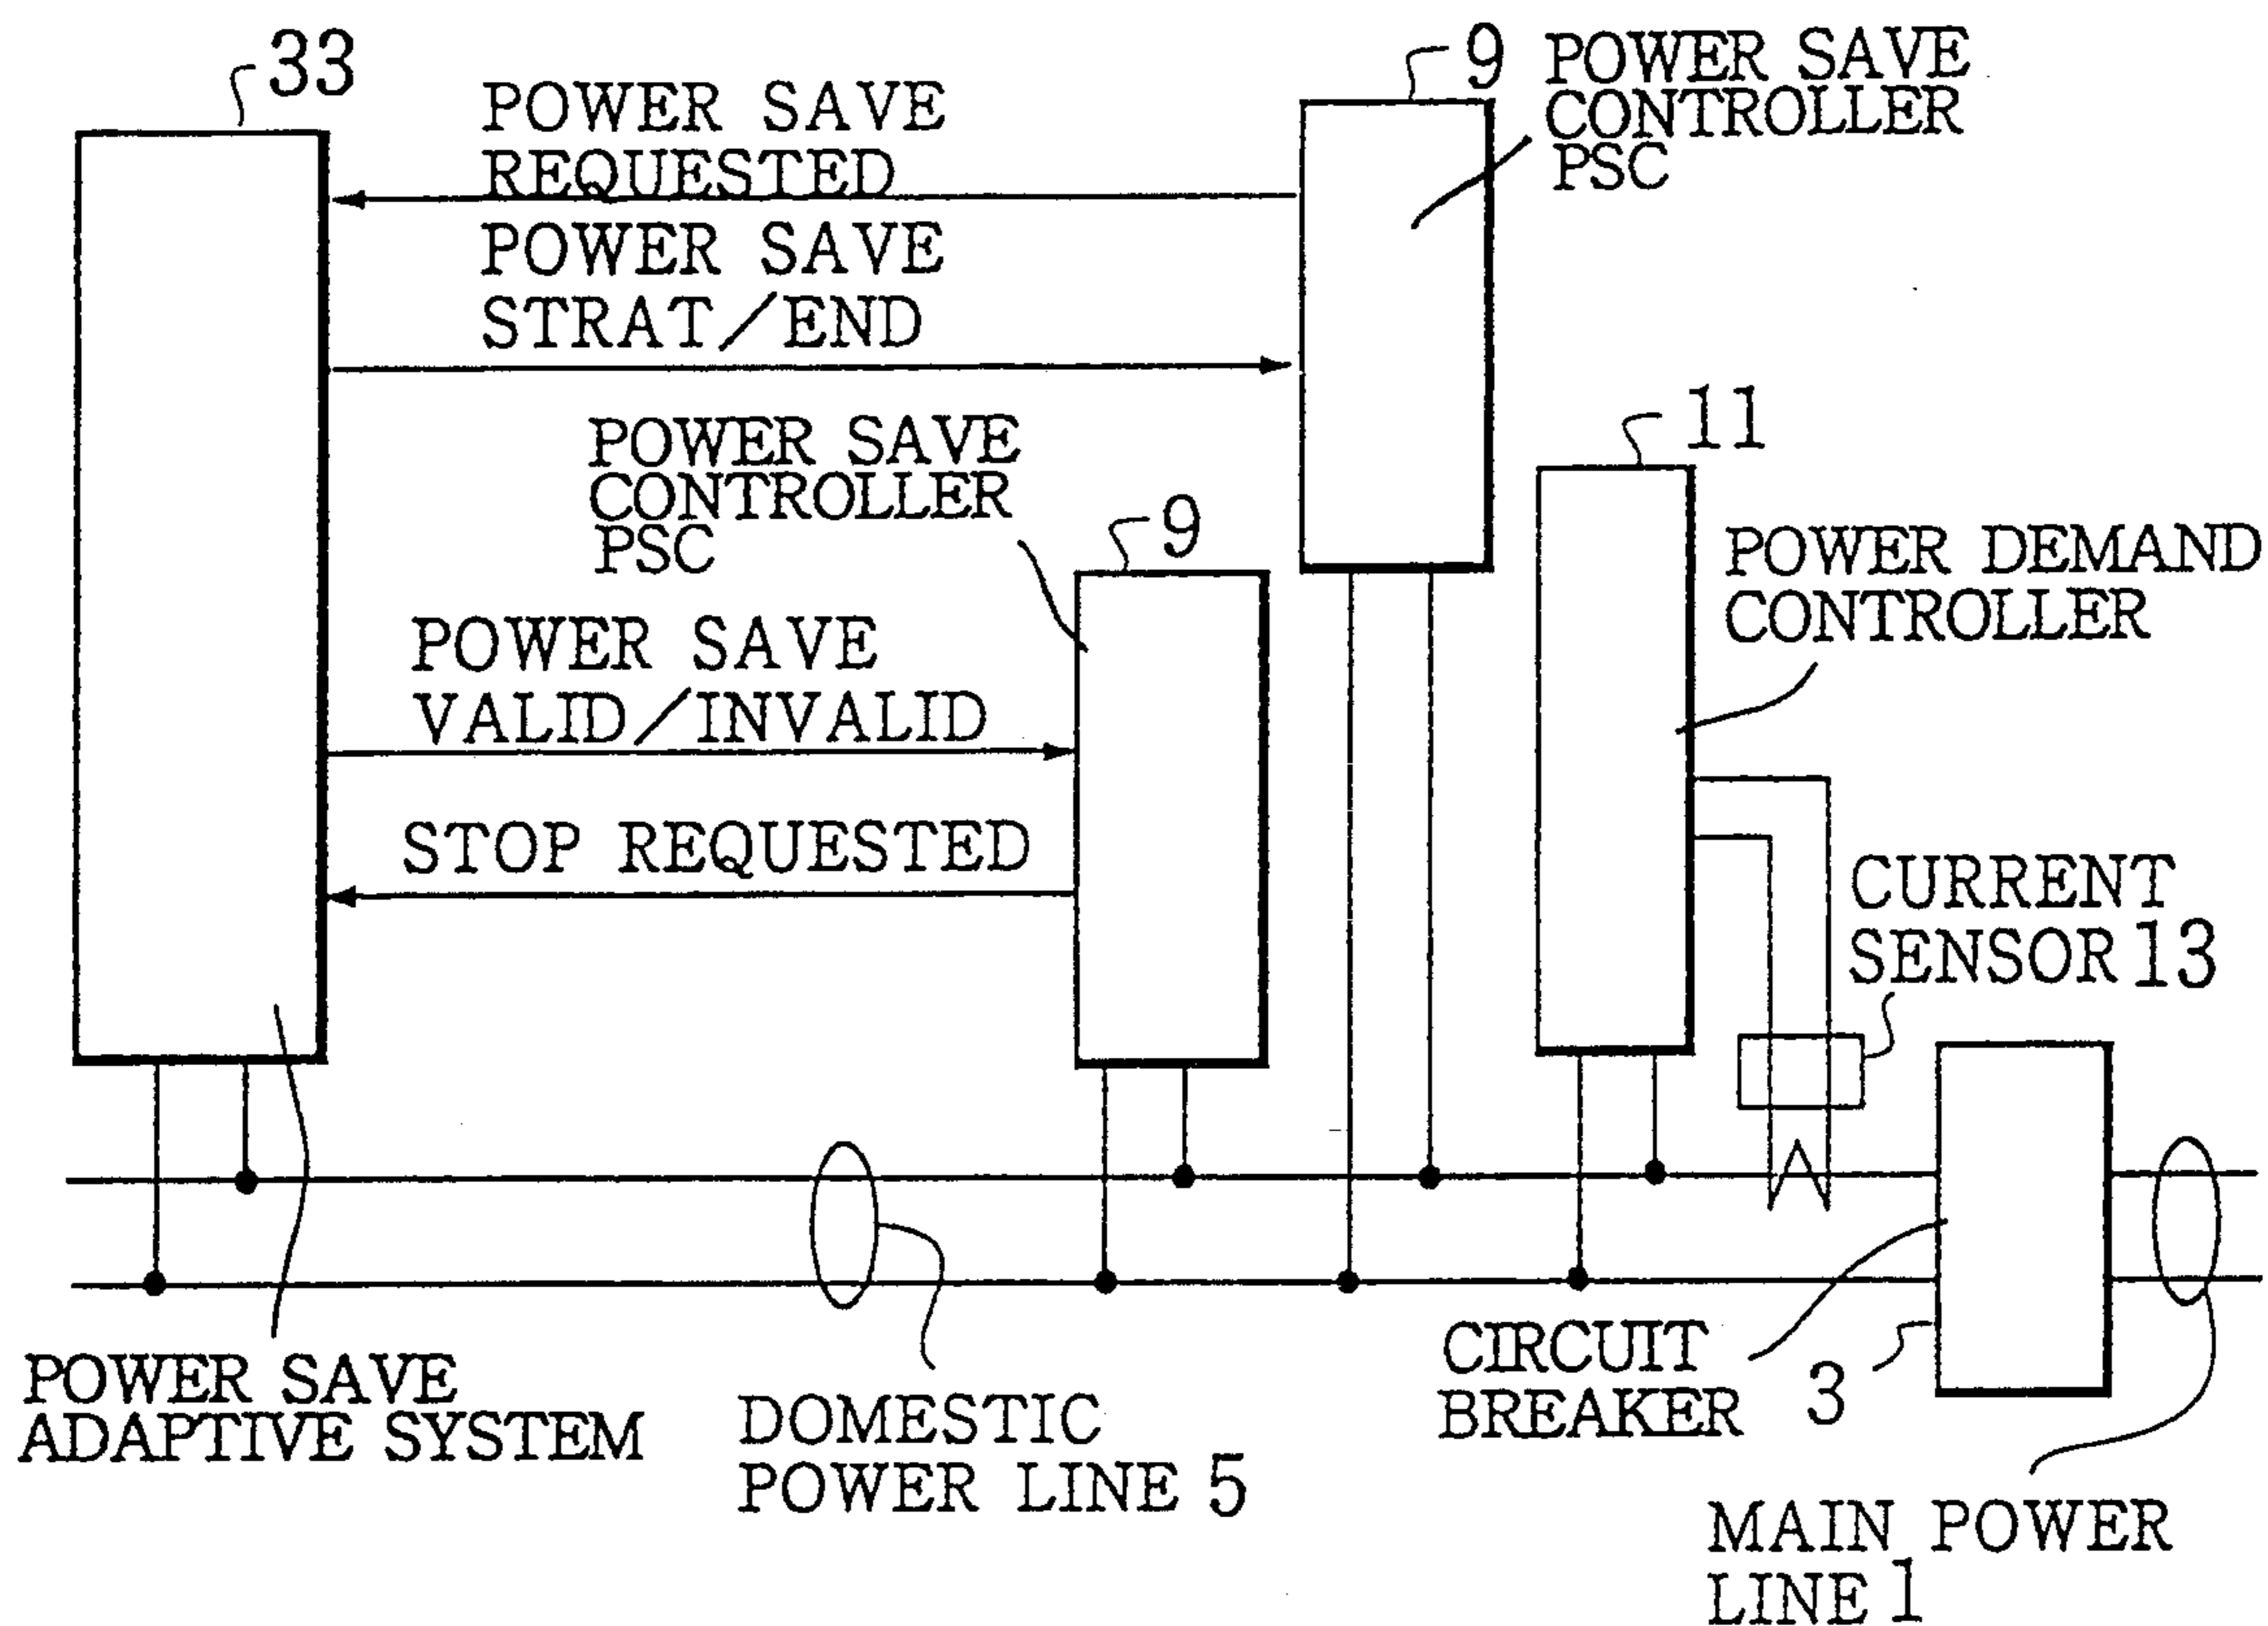 33
POWER SAVE
REQUESTED
9
POWER SAVE
CONTROLLER
PSC
POWER SAVE
STRAT/END
11
POWER SAVE
CONTROLLER
PSC
9
POWER DEMAND
CONTROLLER
POWER SAVE
VALID/INVALID
STOP REQUESTED
CURRENT
SENSOR 13
CIRCUIT
BREAKER
3
POWER SAVE
ADAPTIVE SYSTEM
DOMESTIC
POWER LINE 5
MAIN POWER
LINE 1